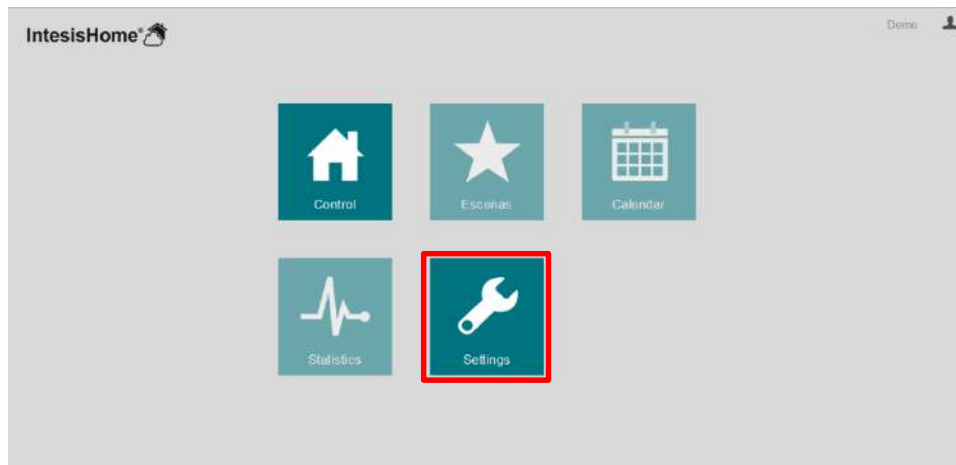 IntesisHome®
Demo
Control
Escenas
Calendar
Statistics
Settings